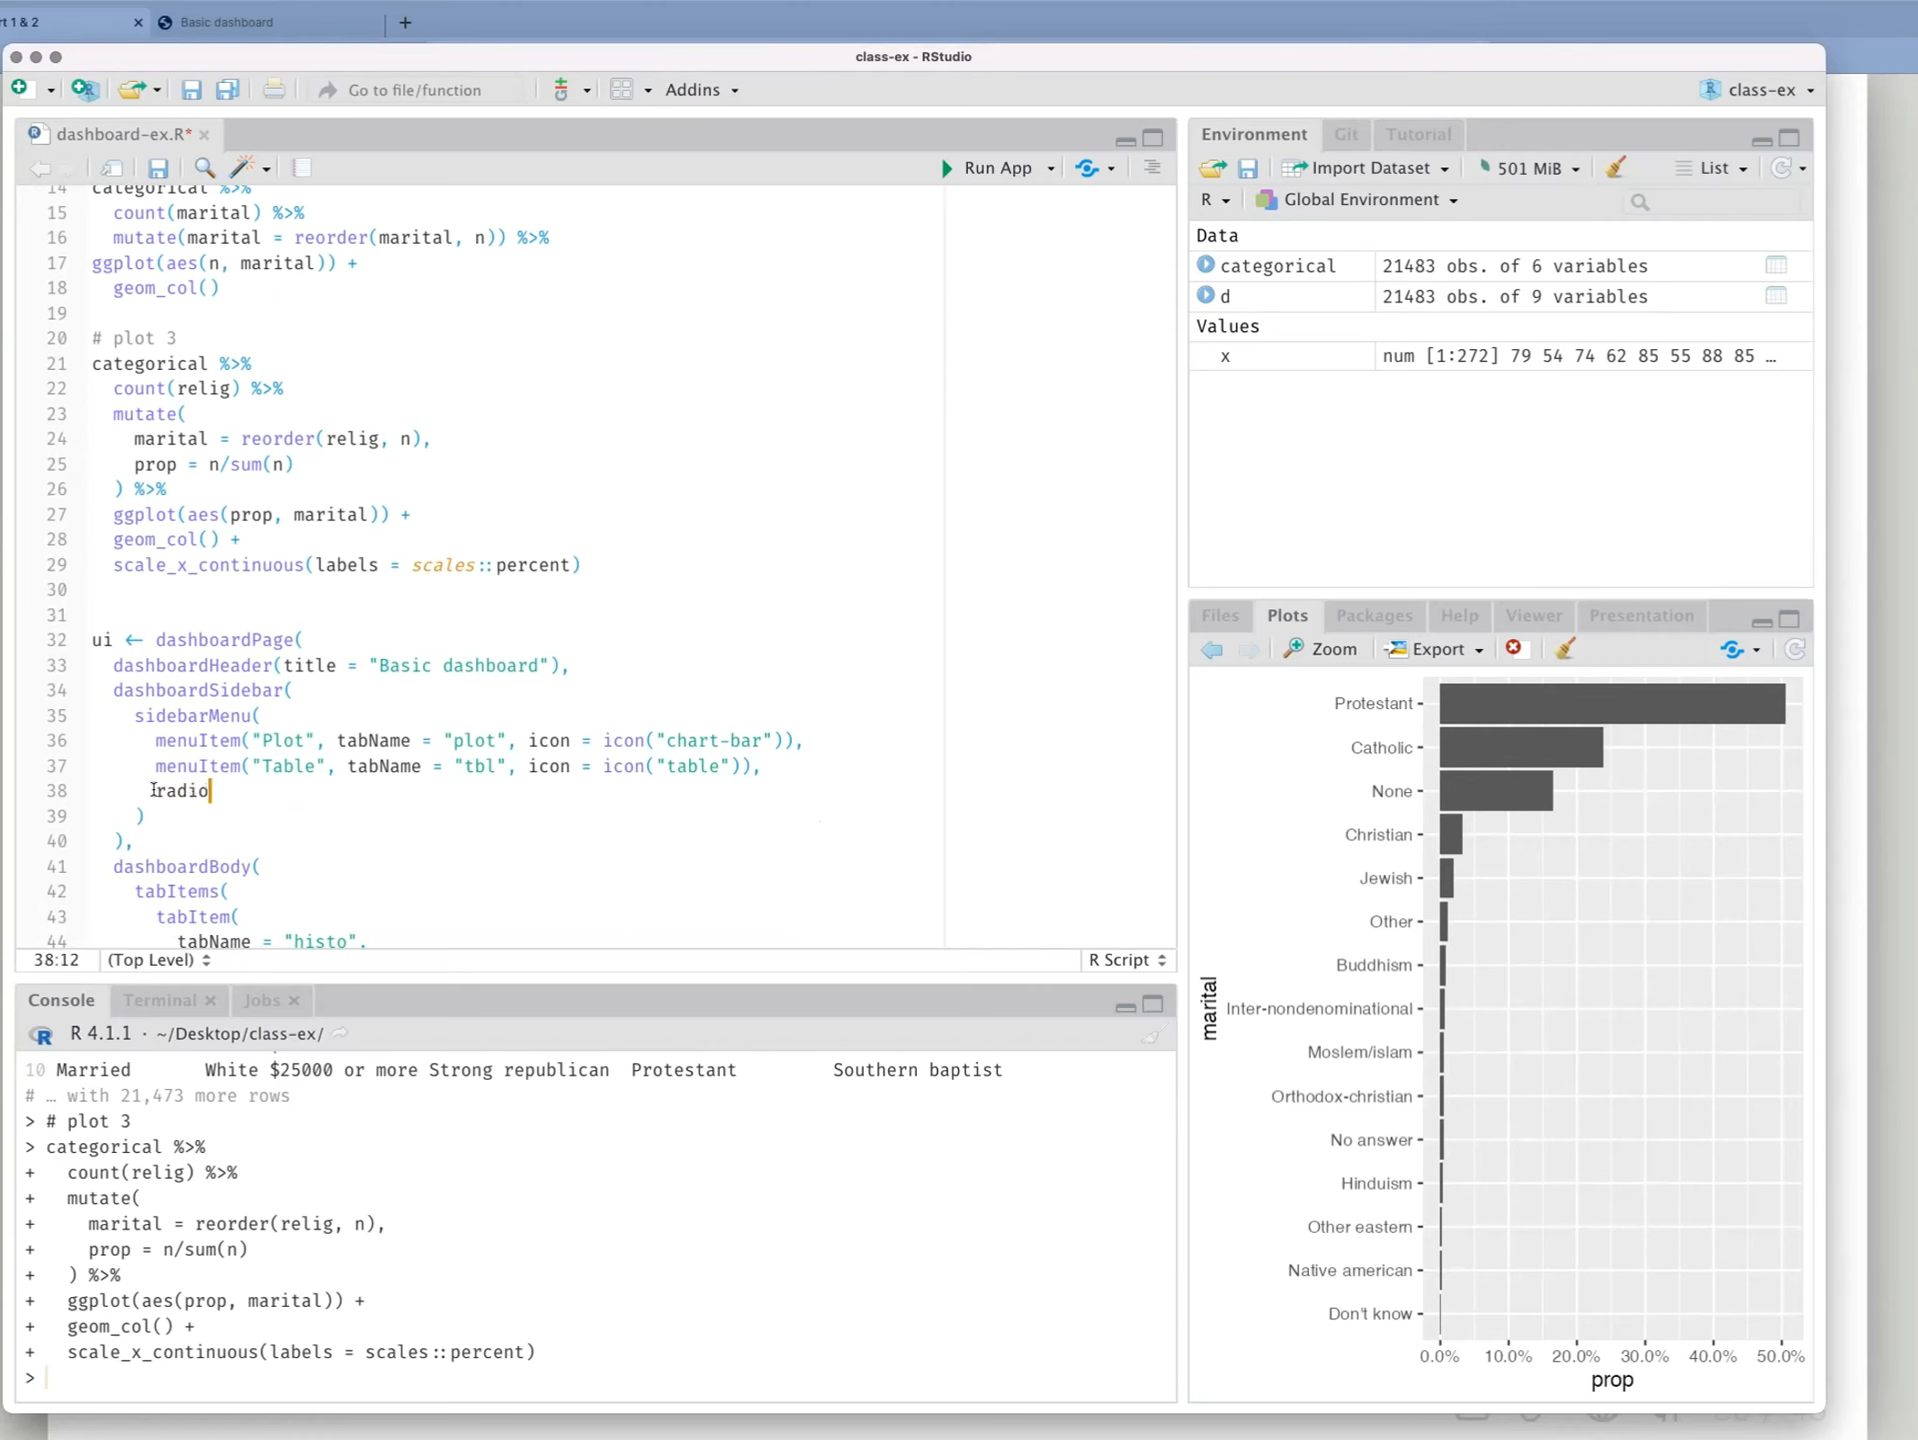 rt 1 & 2
Basic dashboard
class-ex - RStudio
Go to file/function
Addins
class-ex
dashboard-ex.R*
Run App
14 categorical %>%
15 count(marital) %>%
16 mutate(marital = reorder(marital, n)) %>%
17 ggplot(aes(n, marital)) +
18 geom_col()
19
20 # plot 3
21 categorical %>%
22 count(relig) %>%
23 mutate(
24 marital = reorder(relig, n),
25 prop = n/sum(n)
26 ) %>%
27 ggplot(aes(prop, marital)) +
28 geom_col() +
29 scale_x_continuous(labels = scales::percent)
30
31
32 ui <- dashboardPage(
33 dashboardHeader(title = "Basic dashboard"),
34 dashboardSidebar(
35 sidebarMenu(
36 menuItem("Plot", tabName = "plot", icon = icon("chart-bar")),
37 menuItem("Table", tabName = "tbl", icon = icon("table")),
38 radio
39 )
40 ),
41 dashboardBody(
42 tabItems(
43 tabItem(
44 tabName = "histo",
38:12 (Top Level) R Script
Console Terminal Jobs
R 4.1.1 · ~/Desktop/class-ex/
10 Married White $25000 or more Strong republican Protestant Southern baptist
# … with 21,473 more rows
> # plot 3
> categorical %>%
+ count(relig) %>%
+ mutate(
+ marital = reorder(relig, n),
+ prop = n/sum(n)
+ ) %>%
+ ggplot(aes(prop, marital)) +
+ geom_col() +
+ scale_x_continuous(labels = scales::percent)
>
Environment Git Tutorial
Import Dataset 501 MiB List
R Global Environment
Data
categorical 21483 obs. of 6 variables
d 21483 obs. of 9 variables
Values
x num [1:272] 79 54 74 62 85 55 88 85 …
Files Plots Packages Help Viewer Presentation
Zoom Export
Protestant
Catholic
None
Christian
Jewish
Other
Buddhism
Inter-nondenominational
Moslem/islam
Orthodox-christian
No answer
Hinduism
Other eastern
Native american
Don't know
marital
0.0% 10.0% 20.0% 30.0% 40.0% 50.0%
prop